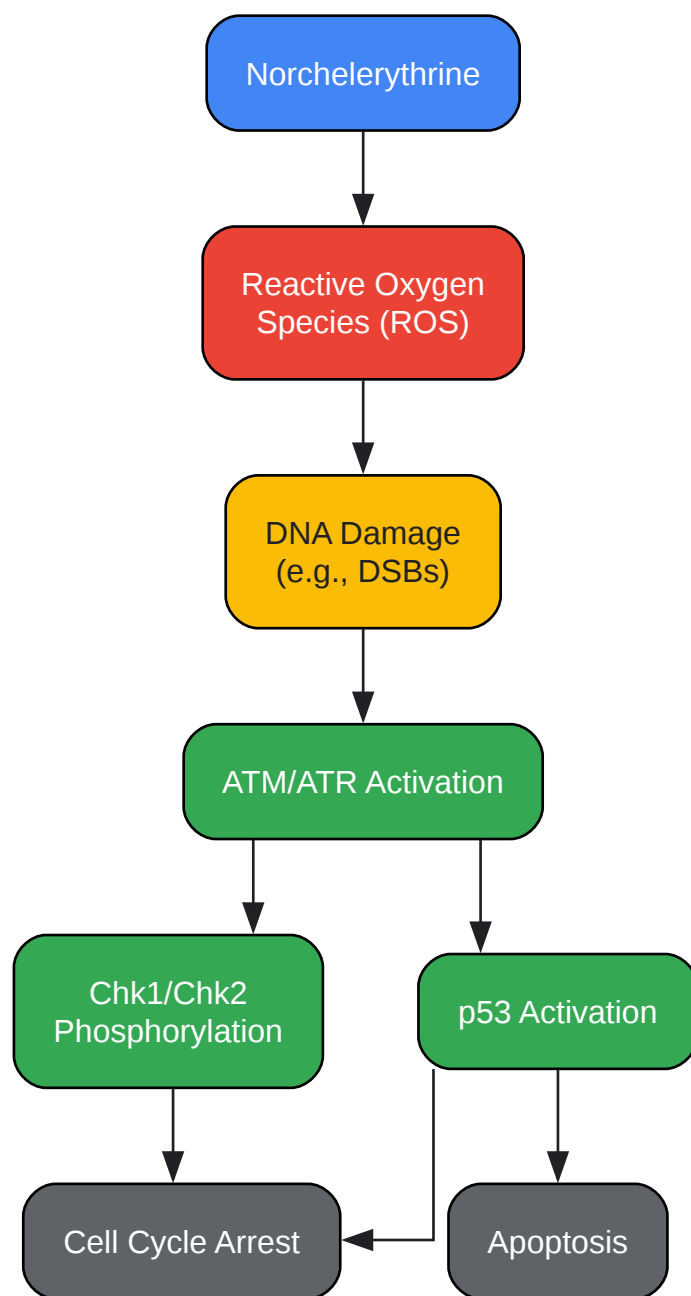 Norchelerythrine
Reactive Oxygen
Species (ROS)
DNA Damage
(e.g., DSBs)
ATM/ATR Activation
Chk1/Chk2
Phosphorylation
p53 Activation
Cell Cycle Arrest
Apoptosis